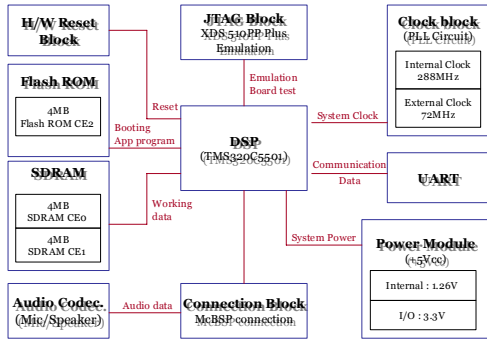 H/W Reset
Block
JTAG Block
XDS 510PP Plus
Emulation
Clock block
(PLL Circuit)
Internal Clock
288MHz
External Clock
72MHz
Flash ROM
4MB
Flash ROM CE2
Reset
Booting
App program
Emulation
Board test
System Clock
DSP
(TMS320C5501)
Communication
Data
UART
SDRAM
4MB
SDRAM CE0
4MB
SDRAM CE1
Working
data
System Power
Power Module
(+5Vcc)
Internal : 1.26V
I/O : 3.3V
Audio Codec.
(Mic/Speaker)
Audio data
Connection Block
McBSP connection